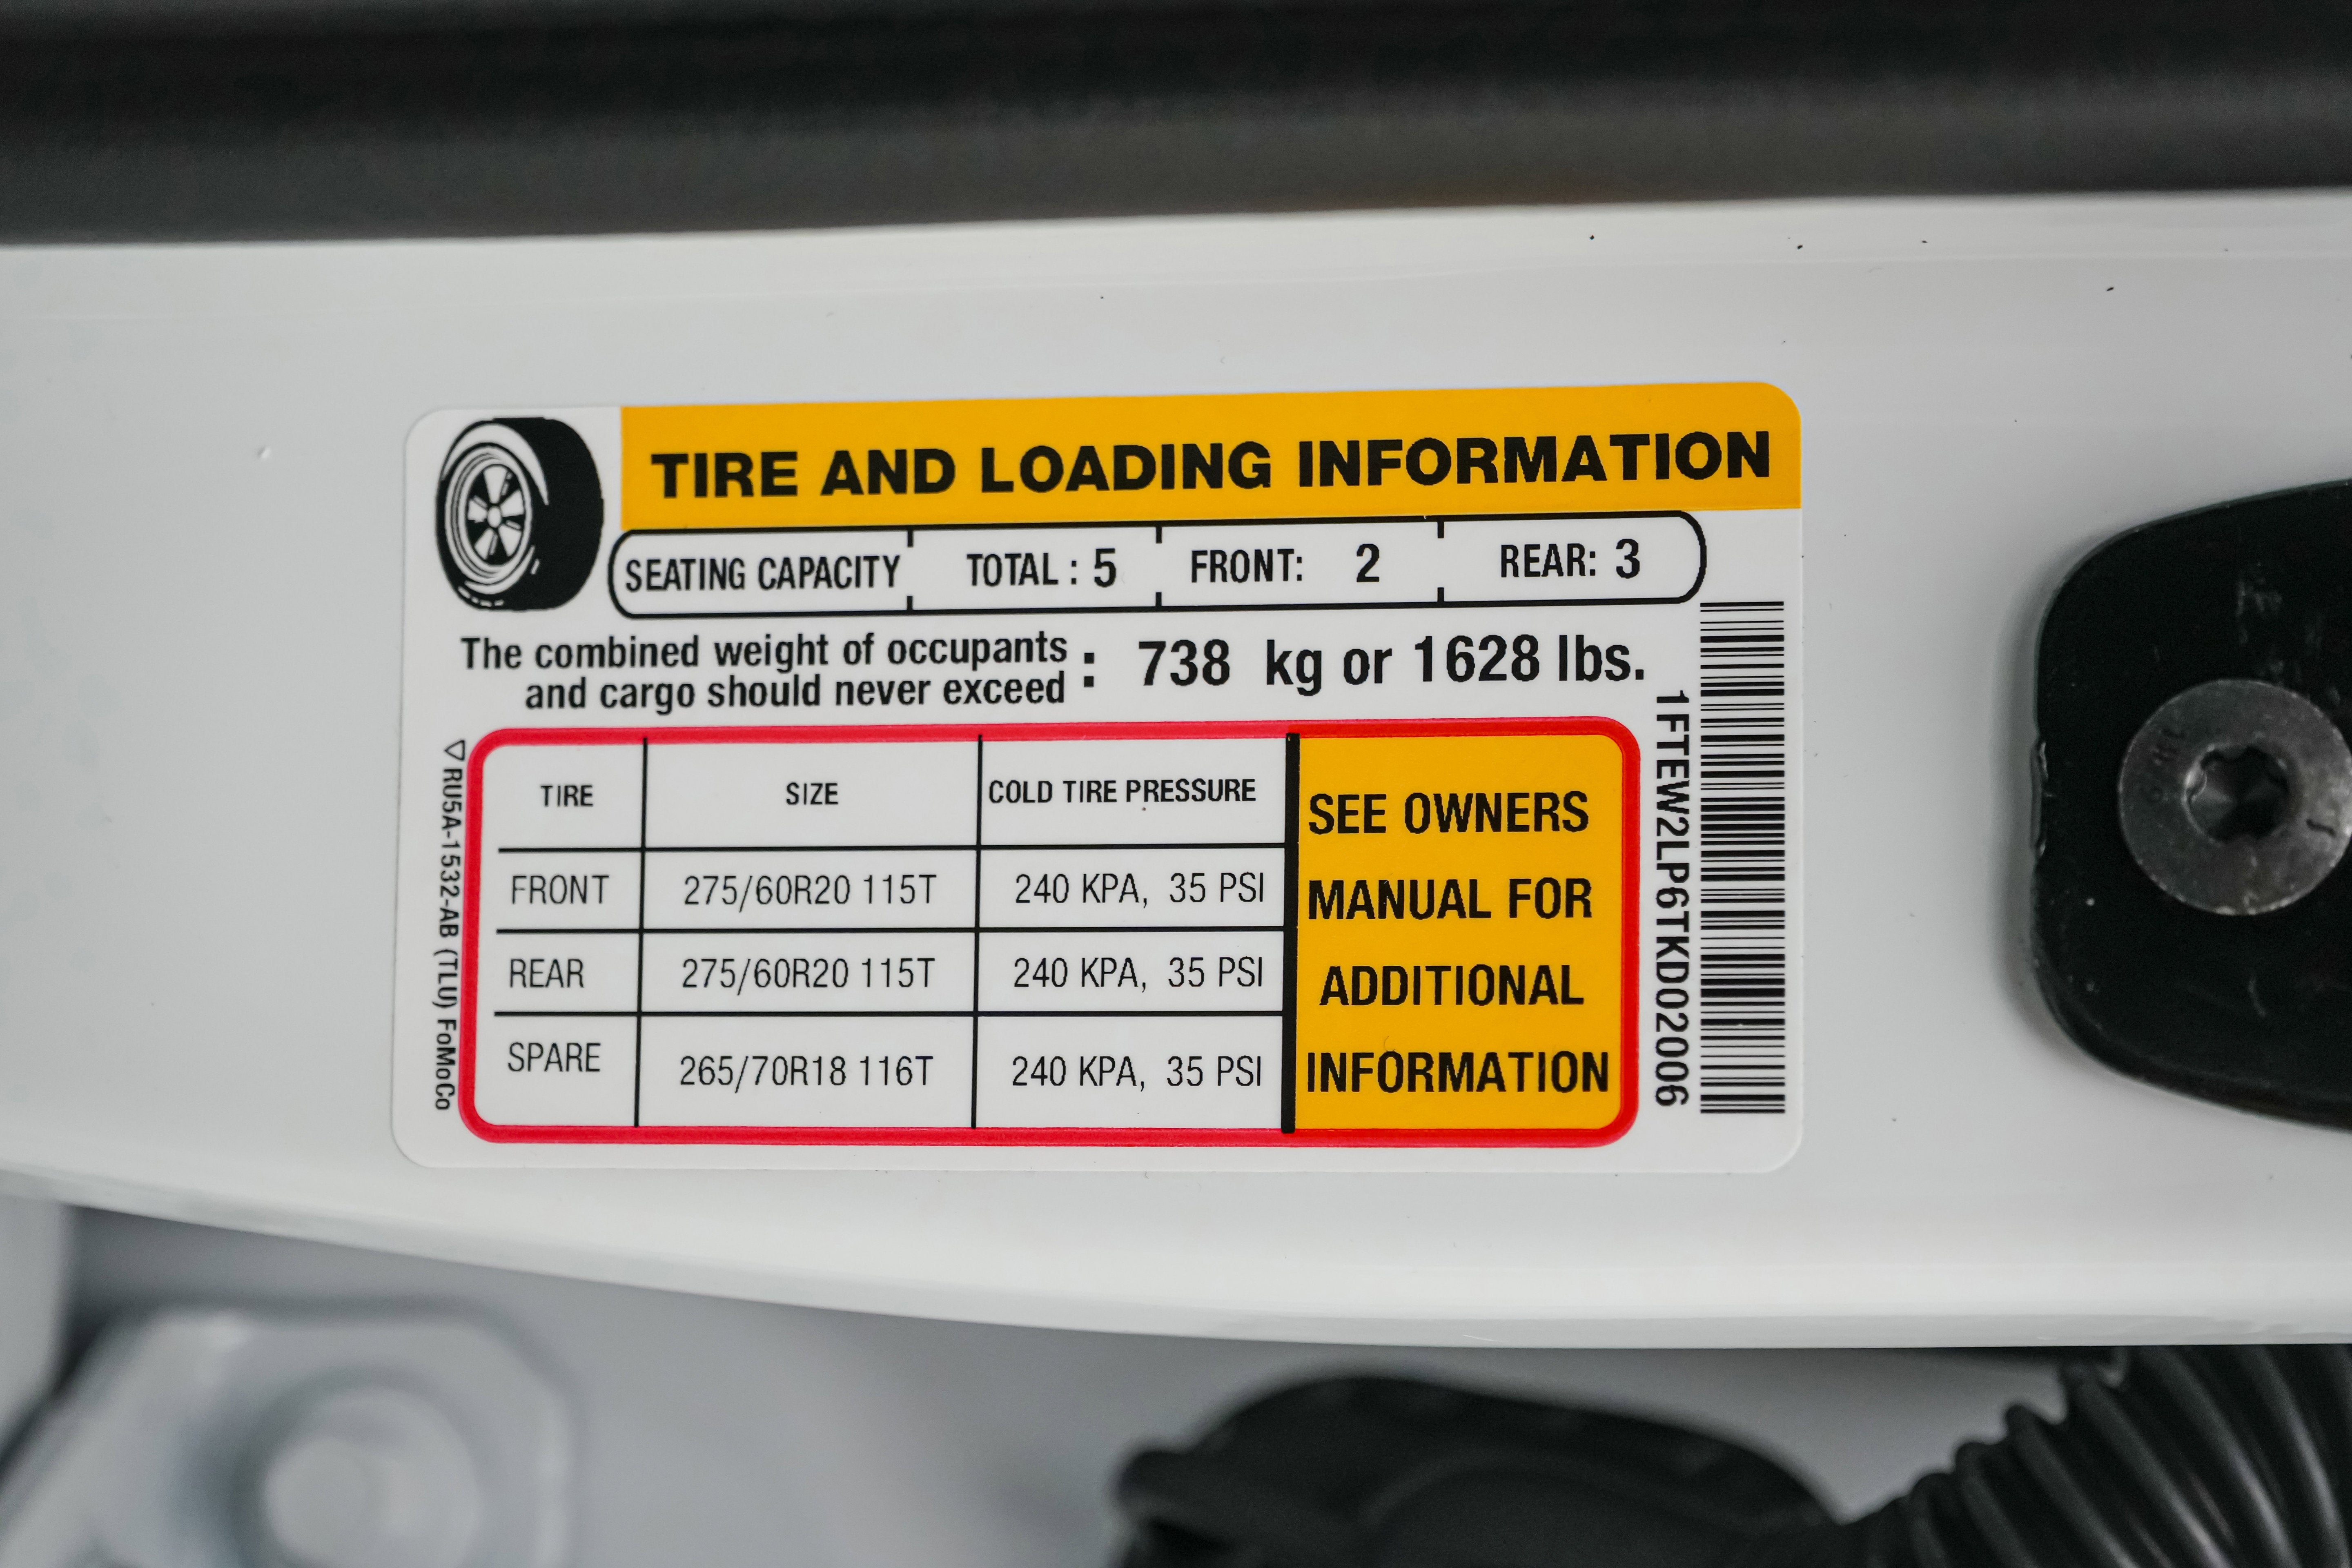 TIRE AND LOADING INFORMATION
SEATING CAPACITY TOTAL : 5 FRONT: 2 REAR: 3
The combined weight of occupants
and cargo should never exceed : 738 kg or 1628 lbs.
TIRE SIZE COLD TIRE PRESSURE
FRONT 275/60R20 115T 240 KPA, 35 PSI
REAR 275/60R20 115T 240 KPA, 35 PSI
SPARE 265/70R18 116T 240 KPA, 35 PSI
SEE OWNERS
MANUAL FOR
ADDITIONAL
INFORMATION
1FTEW2LP6TKD02006
RU5A-1532-AB (TLU) FoMoCo